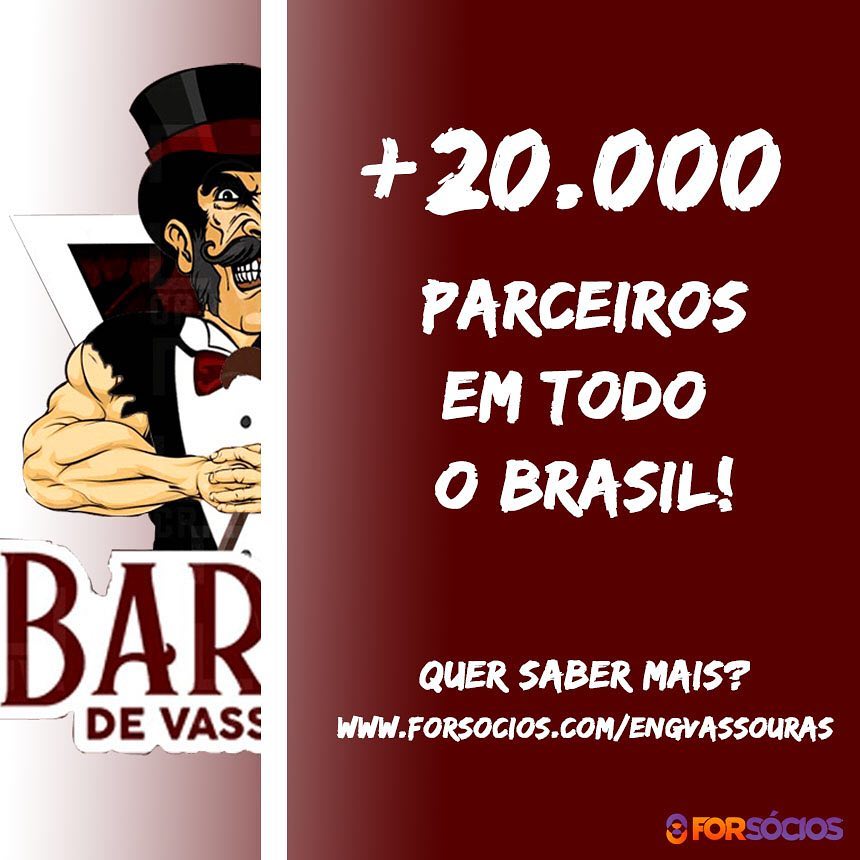 +20.000
PARCEIROS
EM TODO
O BRASIL!
BAR
DE VASS
QUER SABER MAIS?
WWW.FORSOCIOS.COM/ENGVASSOURAS
FORSÓCIOS